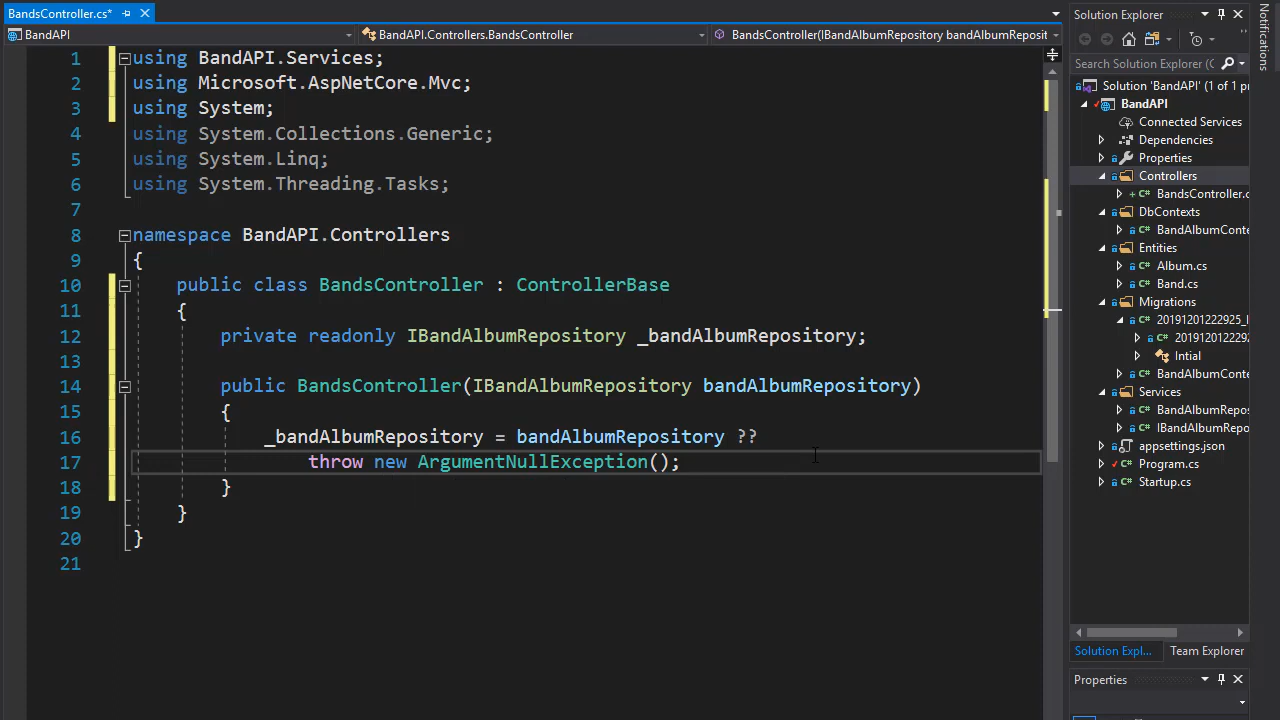 BandsController.cs*
BandAPI
BandAPI.Controllers.BandsController
BandsController(IBandAlbumRepository bandAlbumReposit
1 using BandAPI.Services;
2 using Microsoft.AspNetCore.Mvc;
3 using System;
4 using System.Collections.Generic;
5 using System.Linq;
6 using System.Threading.Tasks;
7
8 namespace BandAPI.Controllers
9 {
10 public class BandsController : ControllerBase
11 {
12 private readonly IBandAlbumRepository _bandAlbumRepository;
13
14 public BandsController(IBandAlbumRepository bandAlbumRepository)
15 {
16 _bandAlbumRepository = bandAlbumRepository ??
17 throw new ArgumentNullException();
18 }
19 }
20 }
21
Solution Explorer
Search Solution Explorer (C
Solution 'BandAPI' (1 of 1 pr
BandAPI
Connected Services
Dependencies
Properties
Controllers
C# BandsController.c
DbContexts
C# BandAlbumConte
Entities
C# Album.cs
C# Band.cs
Migrations
C# 20191201222925_I
20191201222
Intial
C# BandAlbumConte
Services
C# BandAlbumRepos
C# IBandAlbumRepo
appsettings.json
C# Program.cs
C# Startup.cs
Solution Expl...
Team Explorer
Properties
Notifications